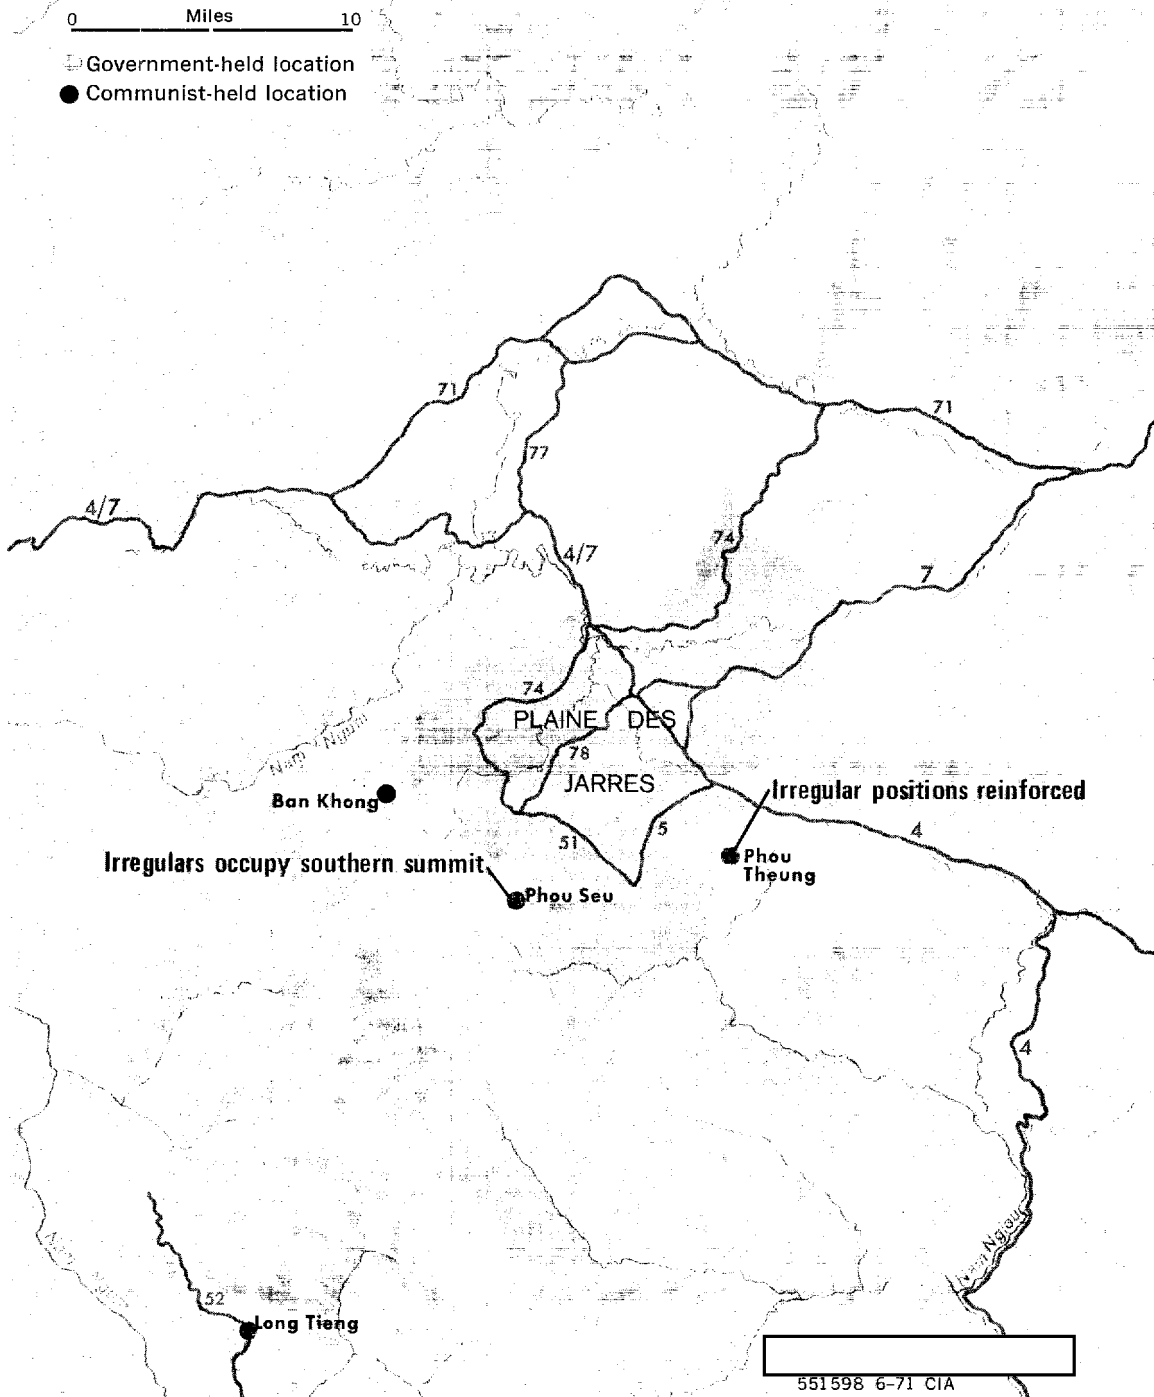 0 Miles 10
Government-held location
Communist-held location
71
71
77
4/7
74
4/7
7
74
PLAINE DES
78
JARRES
Nam Ngum
Ban Khong
Irregular positions reinforced
51
5
4
Phou
Theung
Irregulars occupy southern summit
Phou Seu
4
52
Long Tieng
551598 6-71 CIA